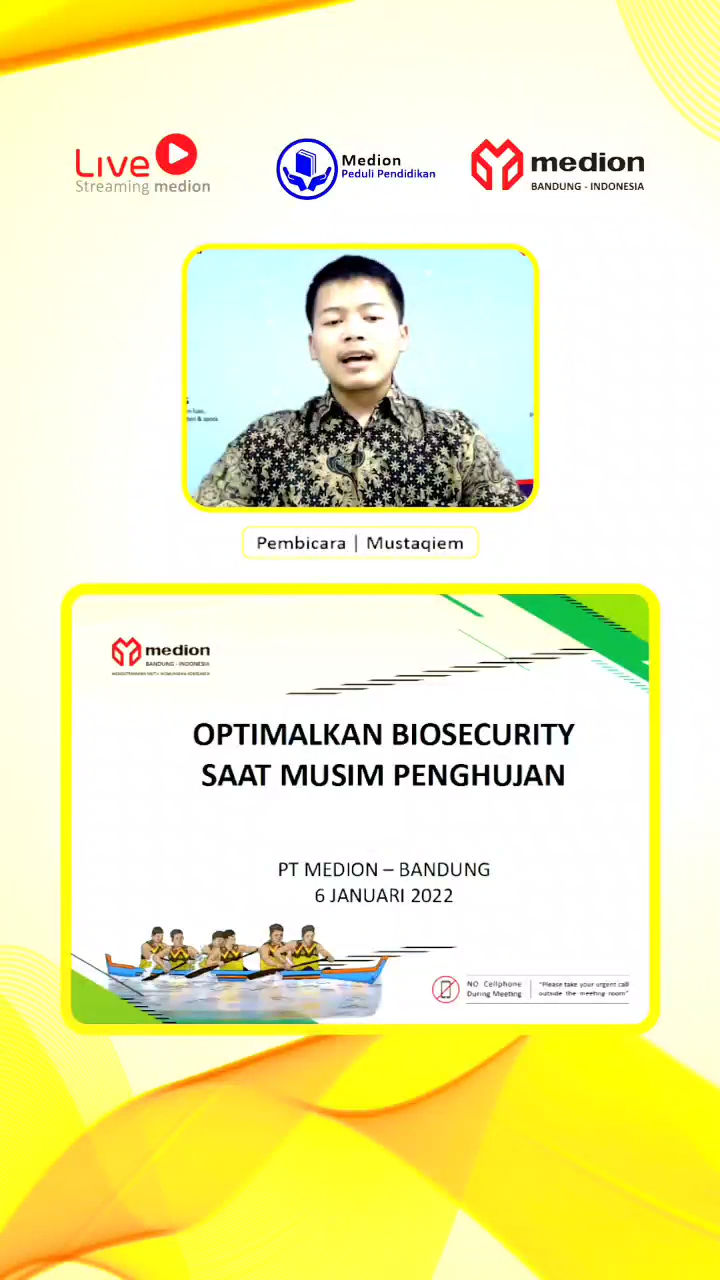 Live
Streaming medion
Medion
Peduli Pendidikan
medion
BANDUNG - INDONESIA
Pembicara | Mustaqiem
medion
BANDUNG - INDONESIA
OPTIMALKAN BIOSECURITY
SAAT MUSIM PENGHUJAN
PT MEDION – BANDUNG
6 JANUARI 2022
NO Cellphone
During Meeting
"Please take your urgent call
outside the meeting room"